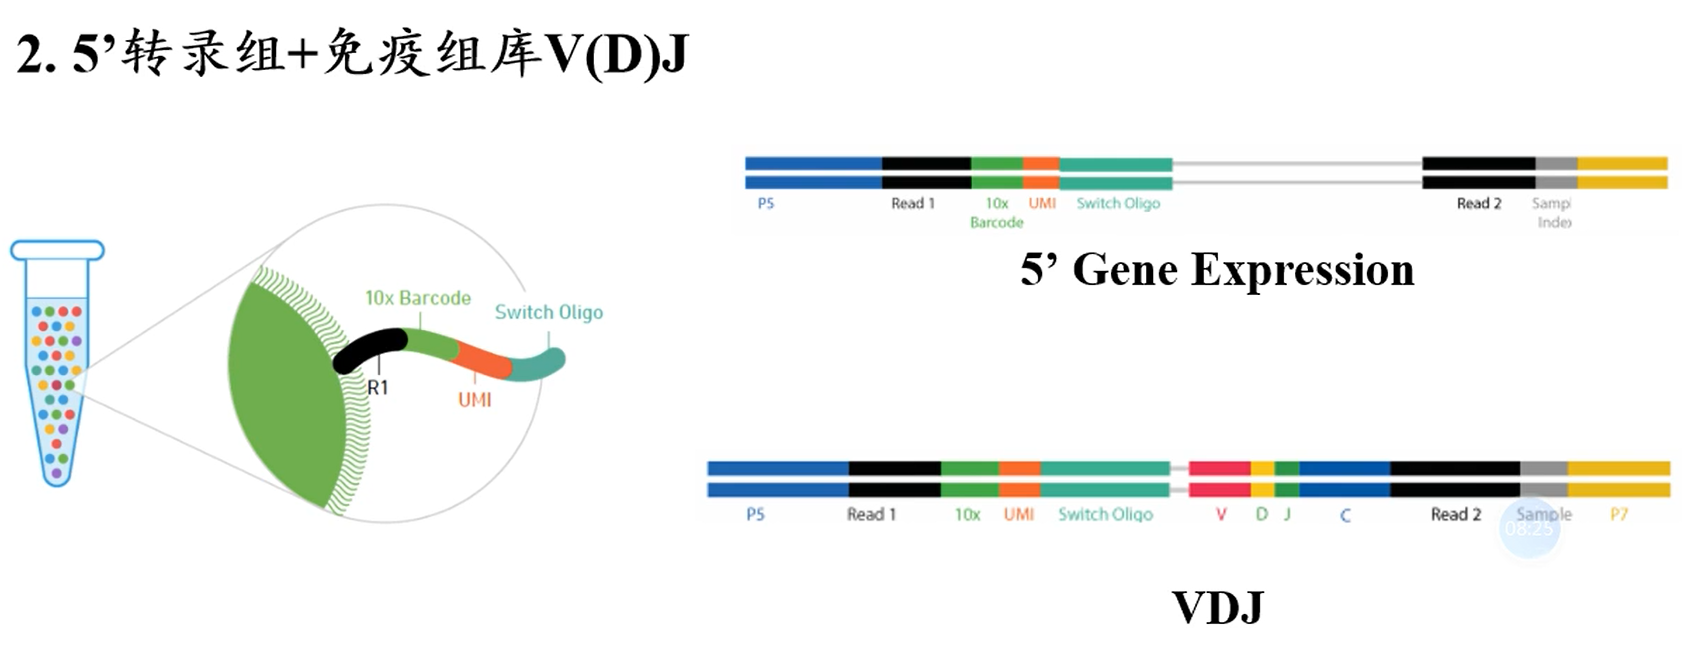 2. 5’转录组+免疫组库V(D)J
10x Barcode
Switch Oligo
R1
UMI
P5 Read 1 10x Barcode UMI Switch Oligo Read 2 Sampl Index
5’ Gene Expression
P5 Read 1 10x UMI Switch Oligo V D J C Read 2 Sample P7
08:25
VDJ